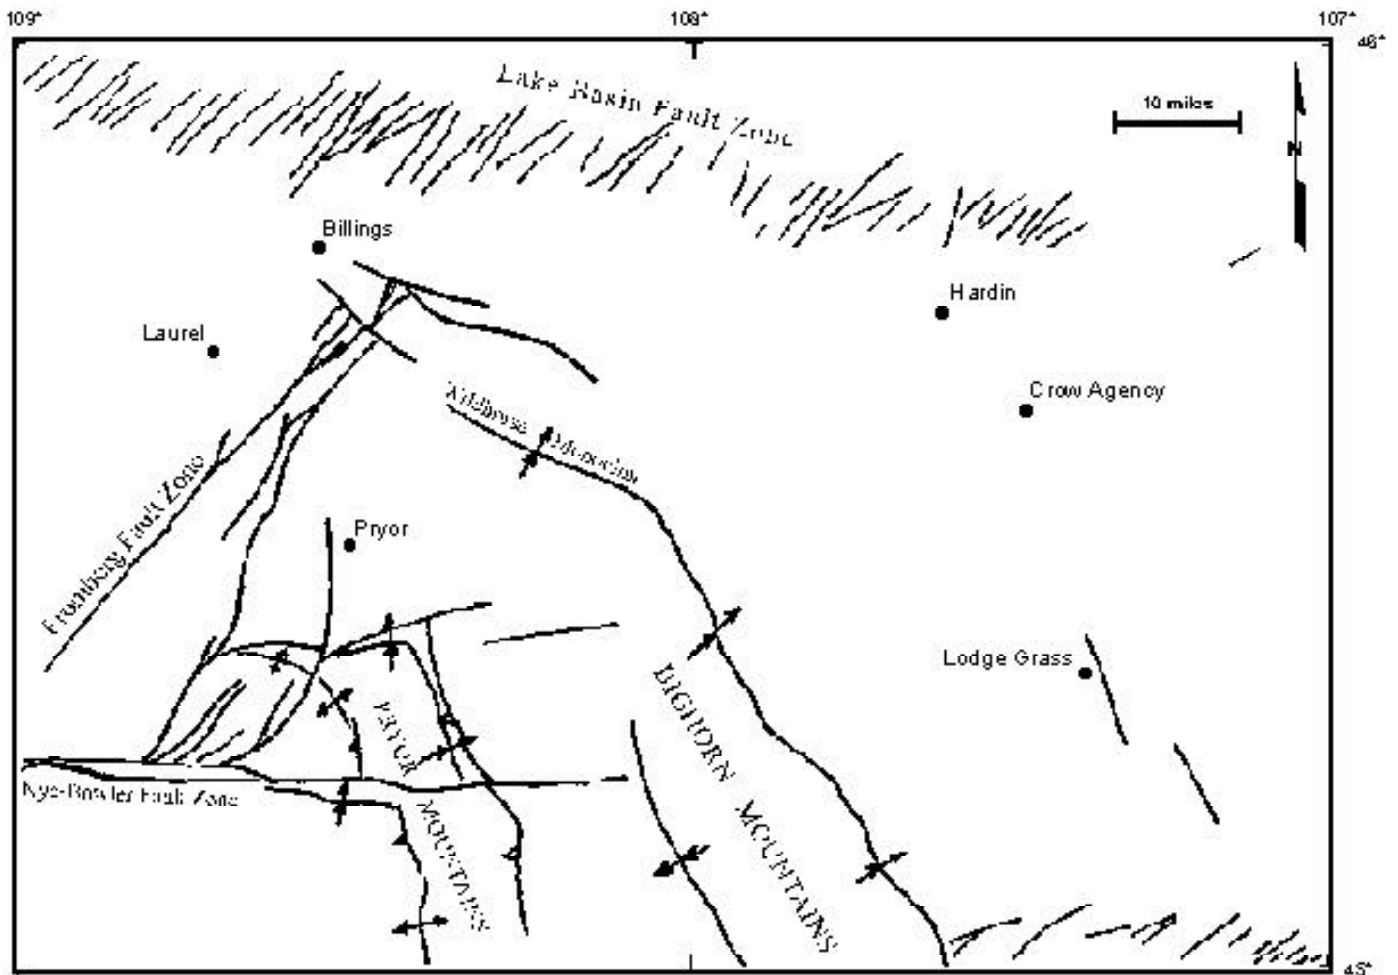 109°
108°
107°
46°
Lake Basin Fault Zone
10 miles
N
Billings
Hardin
Laurel
Crow Agency
Fromberg Fault Zone
Pryor
Lodge Grass
BIGHORN MOUNTAINS
PRYOR MOUNTAINS
Nye-Bowler Fault Zone
45°